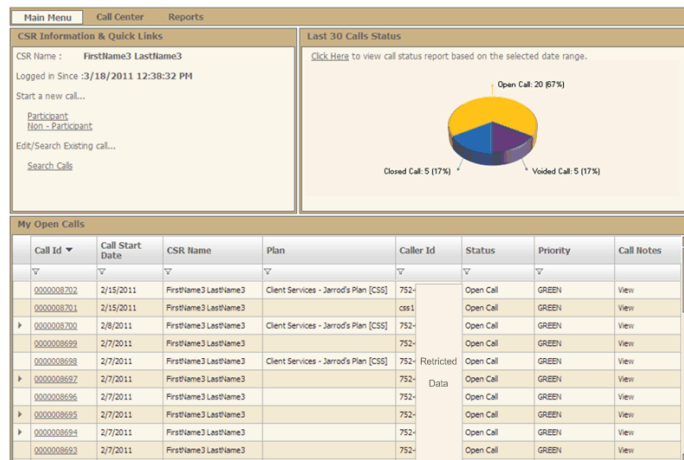 Main Menu Call Center Reports
CSR Information & Quick Links
CSR Name : FirstName3 LastName3
Logged in Since :3/18/2011 12:38:32 PM
Start a new call...
Participant
Non - Participant
Edit/Search Existing call...
Search Calls
Last 30 Calls Status
Click Here to view call status report based on the selected date range.
Open Call: 20 (67%)
Closed Call: 5 (17%) Voided Call: 5 (17%)
My Open Calls
Call Id Call Start Date CSR Name Plan Caller Id Status Priority Call Notes
0000008702 2/15/2011 FirstName3 LastName3 Client Services - Jarrod's Plan [CSS] 752- Open Call GREEN View
0000008701 2/15/2011 FirstName3 LastName3 css1 Open Call GREEN View
0000008700 2/8/2011 FirstName3 LastName3 Client Services - Jarrod's Plan [CSS] 752- Open Call GREEN View
0000008699 2/7/2011 FirstName3 LastName3 752- Open Call GREEN View
0000008698 2/7/2011 FirstName3 LastName3 Client Services - Jarrod's Plan [CSS] 752- Retricted Open Call GREEN View
0000008697 2/7/2011 FirstName3 LastName3 752- Data Open Call GREEN View
0000008696 2/7/2011 FirstName3 LastName3 752- Open Call GREEN View
0000008695 2/7/2011 FirstName3 LastName3 752- Open Call GREEN View
0000008694 2/7/2011 FirstName3 LastName3 752- Open Call GREEN View
0000008693 2/7/2011 FirstName3 LastName3 752- Open Call GREEN View